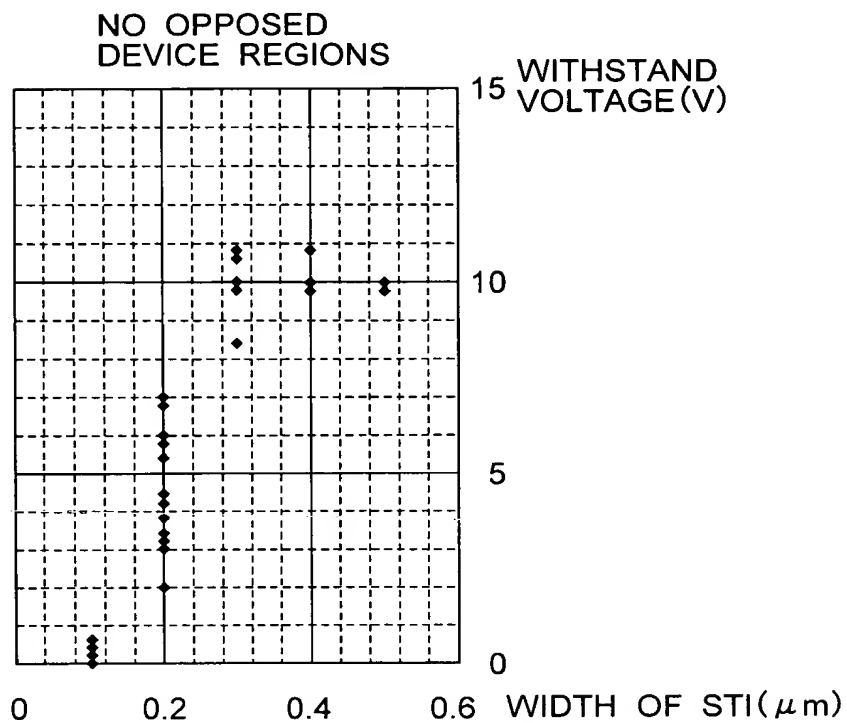 NO OPPOSED
DEVICE REGIONS
WITHSTAND
VOLTAGE(V)
15
10
5
0
0 0.2 0.4 0.6 WIDTH OF STI(μm)